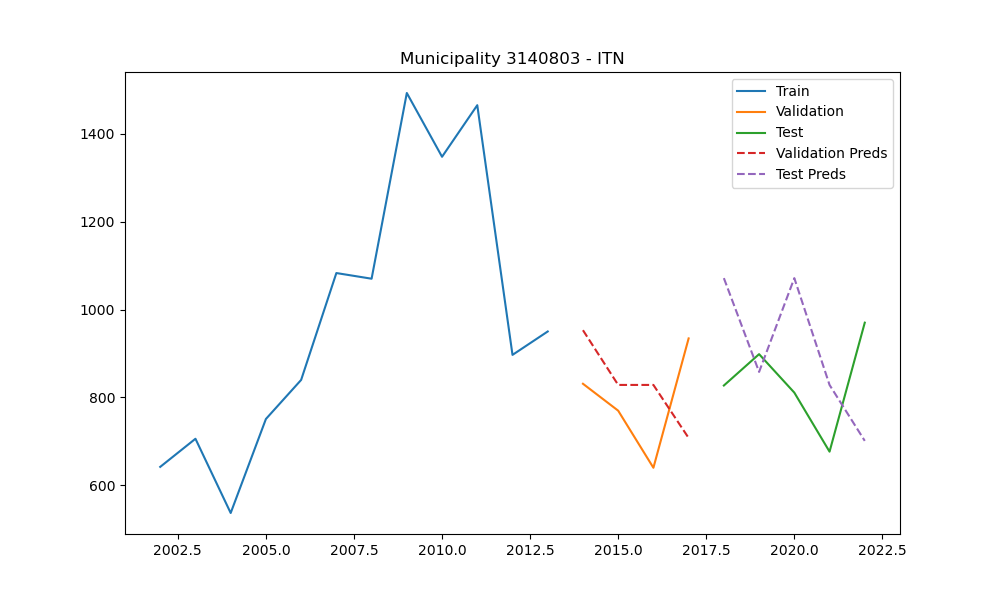 Municipality 3140803 - ITN
Train
Validation
Test
Validation Preds
Test Preds
1400
1200
1000
800
600
2002.5 2005.0 2007.5 2010.0 2012.5 2015.0 2017.5 2020.0 2022.5